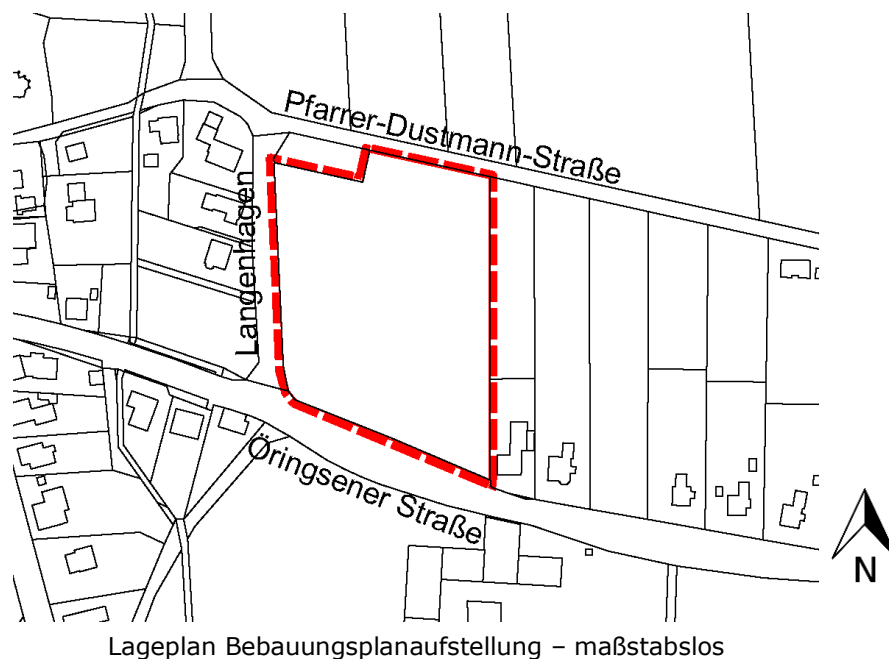 Pfarrer-Dustmann-Straße
Langenhagen
Öringsener Straße
N
Lageplan Bebauungsplanaufstellung – maßstabslos